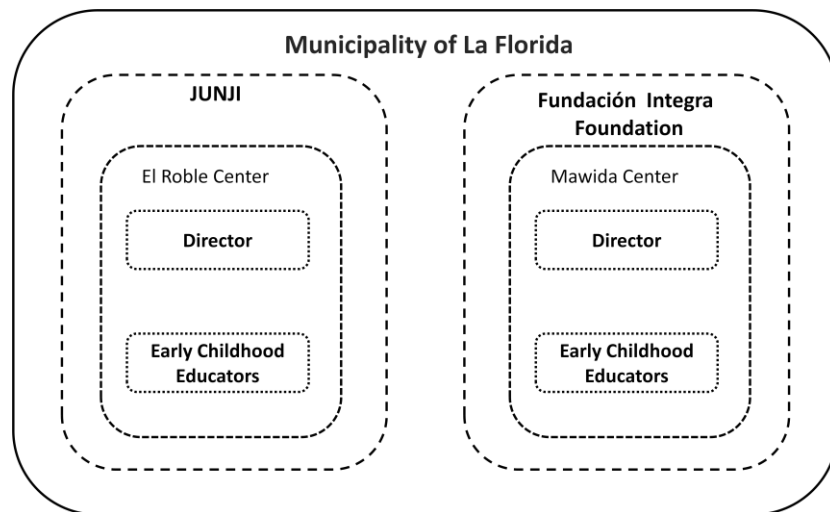 Municipality of La Florida
JUNJI
El Roble Center
Director
Early Childhood
Educators
Fundación Integra
Foundation
Mawida Center
Director
Early Childhood
Educators